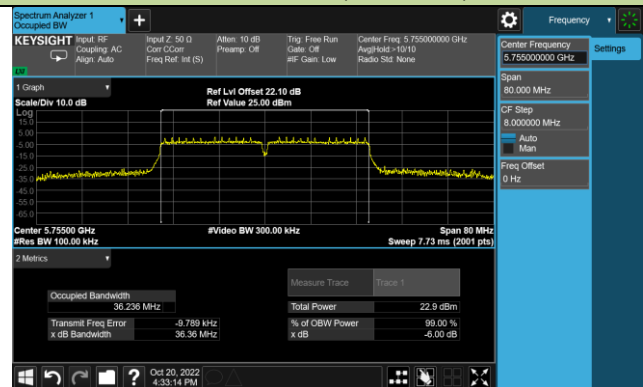 Spectrum Analyzer 1
Occupied BW
Frequency
KEYSIGHT
Input: RF
Coupling: AC
Align: Auto
Input Z: 50 Ω
Corr CCorr
Freq Ref: Int (S)
Atten: 10 dB
Preamp: Off
Trig: Free Run
Gate: Off
#IF Gain: Low
Center Freq: 5.755000000 GHz
Avg|Hold:>10/10
Radio Std: None
LW
Center Frequency
5.755000000 GHz
Settings
Span
80.000 MHz
CF Step
8.000000 MHz
Auto
Man
Freq Offset
0 Hz
1 Graph
Scale/Div 10.0 dB
Ref Lvl Offset 22.10 dB
Ref Value 25.00 dBm
Log
15.0
5.00
-5.00
-15.0
-25.0
-35.0
-45.0
-55.0
-65.0
Center 5.75500 GHz
#Video BW 300.00 kHz
Span 80 MHz
#Res BW 100.00 kHz
Sweep 7.73 ms (2001 pts)
2 Metrics
Measure Trace
Trace 1
Occupied Bandwidth
36.236 MHz
Total Power
22.9 dBm
Transmit Freq Error
-9.789 kHz
% of OBW Power
99.00 %
x dB Bandwidth
36.36 MHz
x dB
-6.00 dB
?
Oct 20, 2022
4:33:14 PM